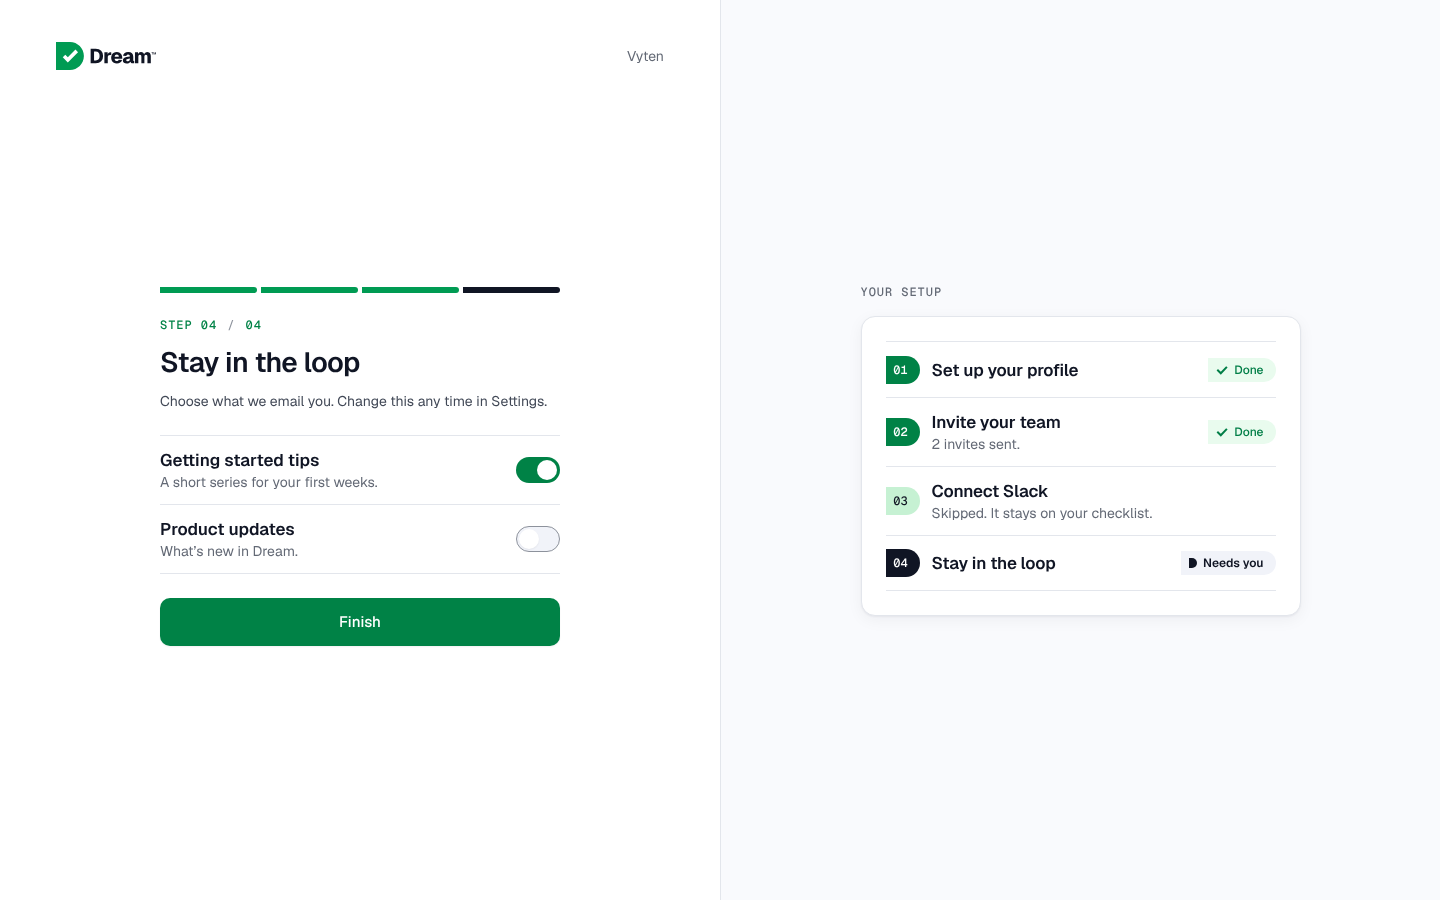 Dream™
Vyten
STEP 04 / 04
Stay in the loop
Choose what we email you. Change this any time in Settings.
Getting started tips
A short series for your first weeks.
Product updates
What’s new in Dream.
Finish
YOUR SETUP
01 Set up your profile Done
02 Invite your team Done
2 invites sent.
03 Connect Slack
Skipped. It stays on your checklist.
04 Stay in the loop Needs you